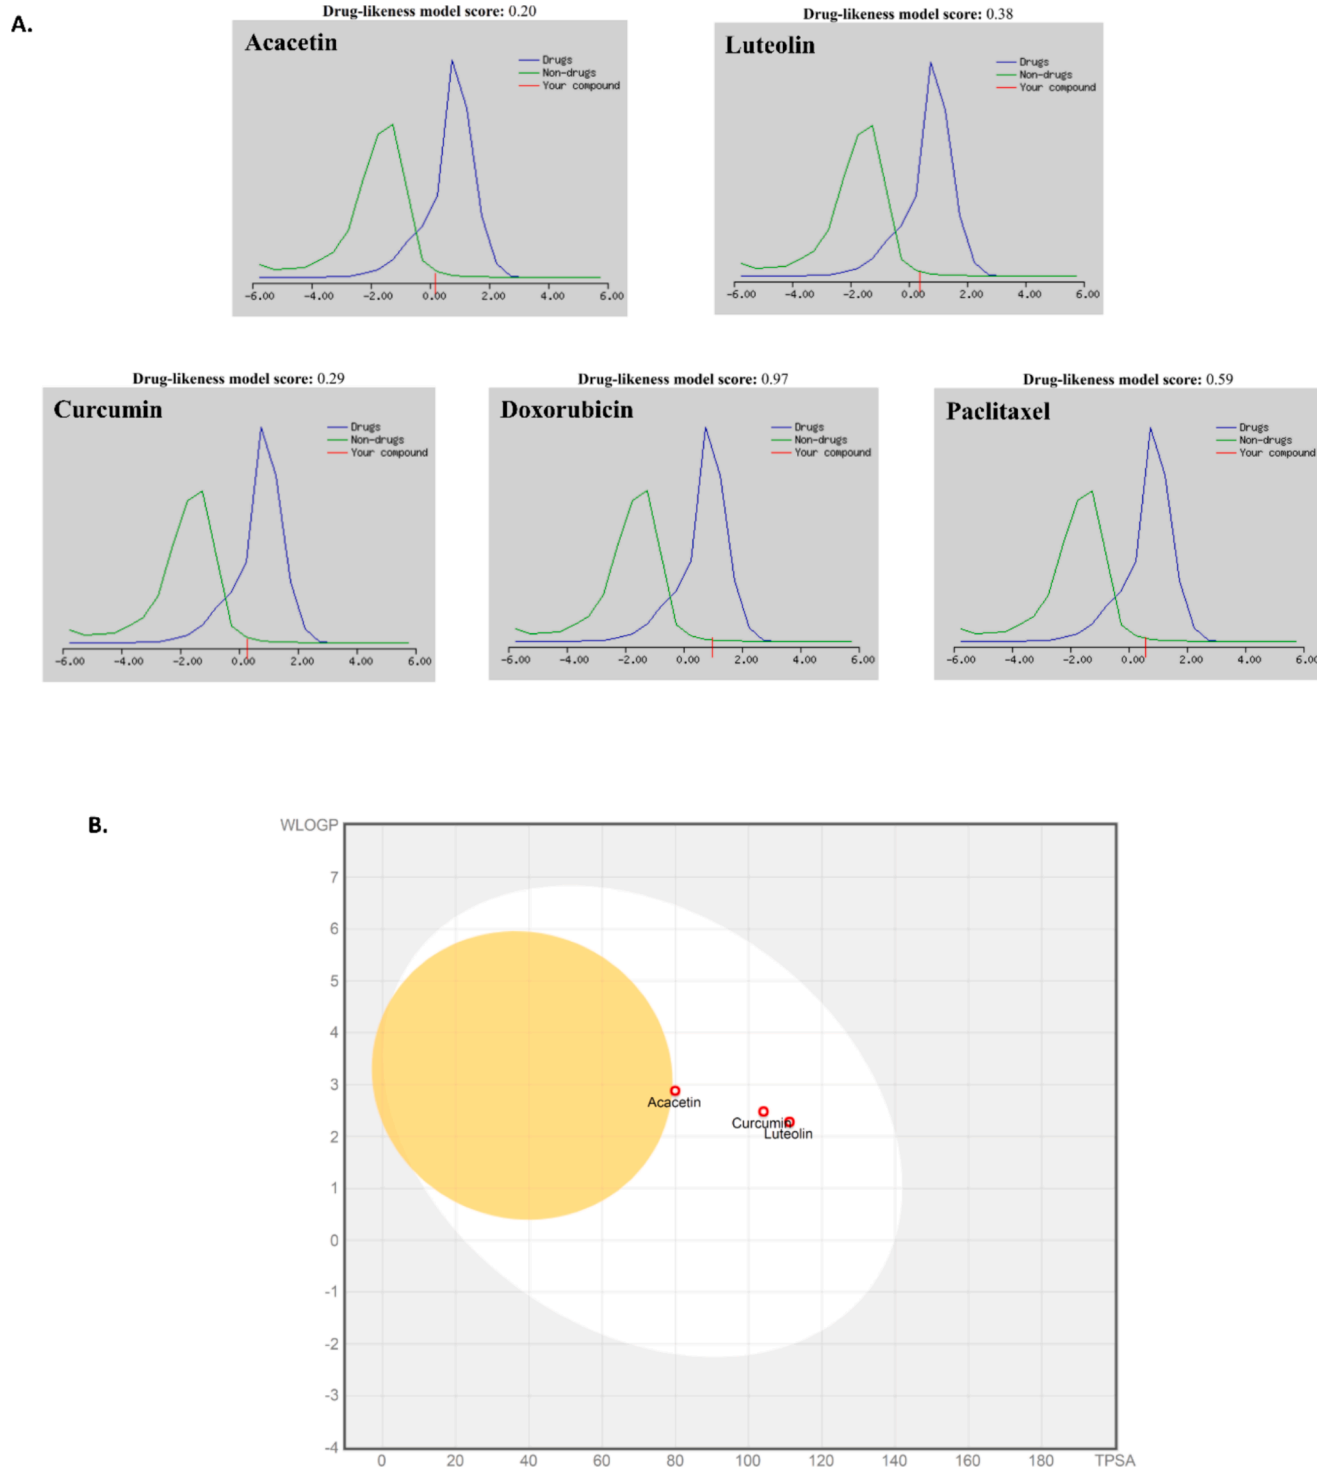 A.
Drug-likeness model score: 0.20
Acacetin
Drugs
Non-drugs
Your compound
-6.00 -4.00 -2.00 0.00 2.00 4.00 6.00
Drug-likeness model score: 0.38
Luteolin
Drugs
Non-drugs
Your compound
-6.00 -4.00 -2.00 0.00 2.00 4.00 6.00
Drug-likeness model score: 0.29
Curcumin
Drugs
Non-drugs
Your compound
-6.00 -4.00 -2.00 0.00 2.00 4.00 6.00
Drug-likeness model score: 0.97
Doxorubicin
Drugs
Non-drugs
Your compound
-6.00 -4.00 -2.00 0.00 2.00 4.00 6.00
Drug-likeness model score: 0.59
Paclitaxel
Drugs
Non-drugs
Your compound
-6.00 -4.00 -2.00 0.00 2.00 4.00 6.00
B.
WLOGP
7
6
5
4
3
2
1
0
-1
-2
-3
-4
Acacetin
Curcumin
Luteolin
0 20 40 60 80 100 120 140 160 180 TPSA